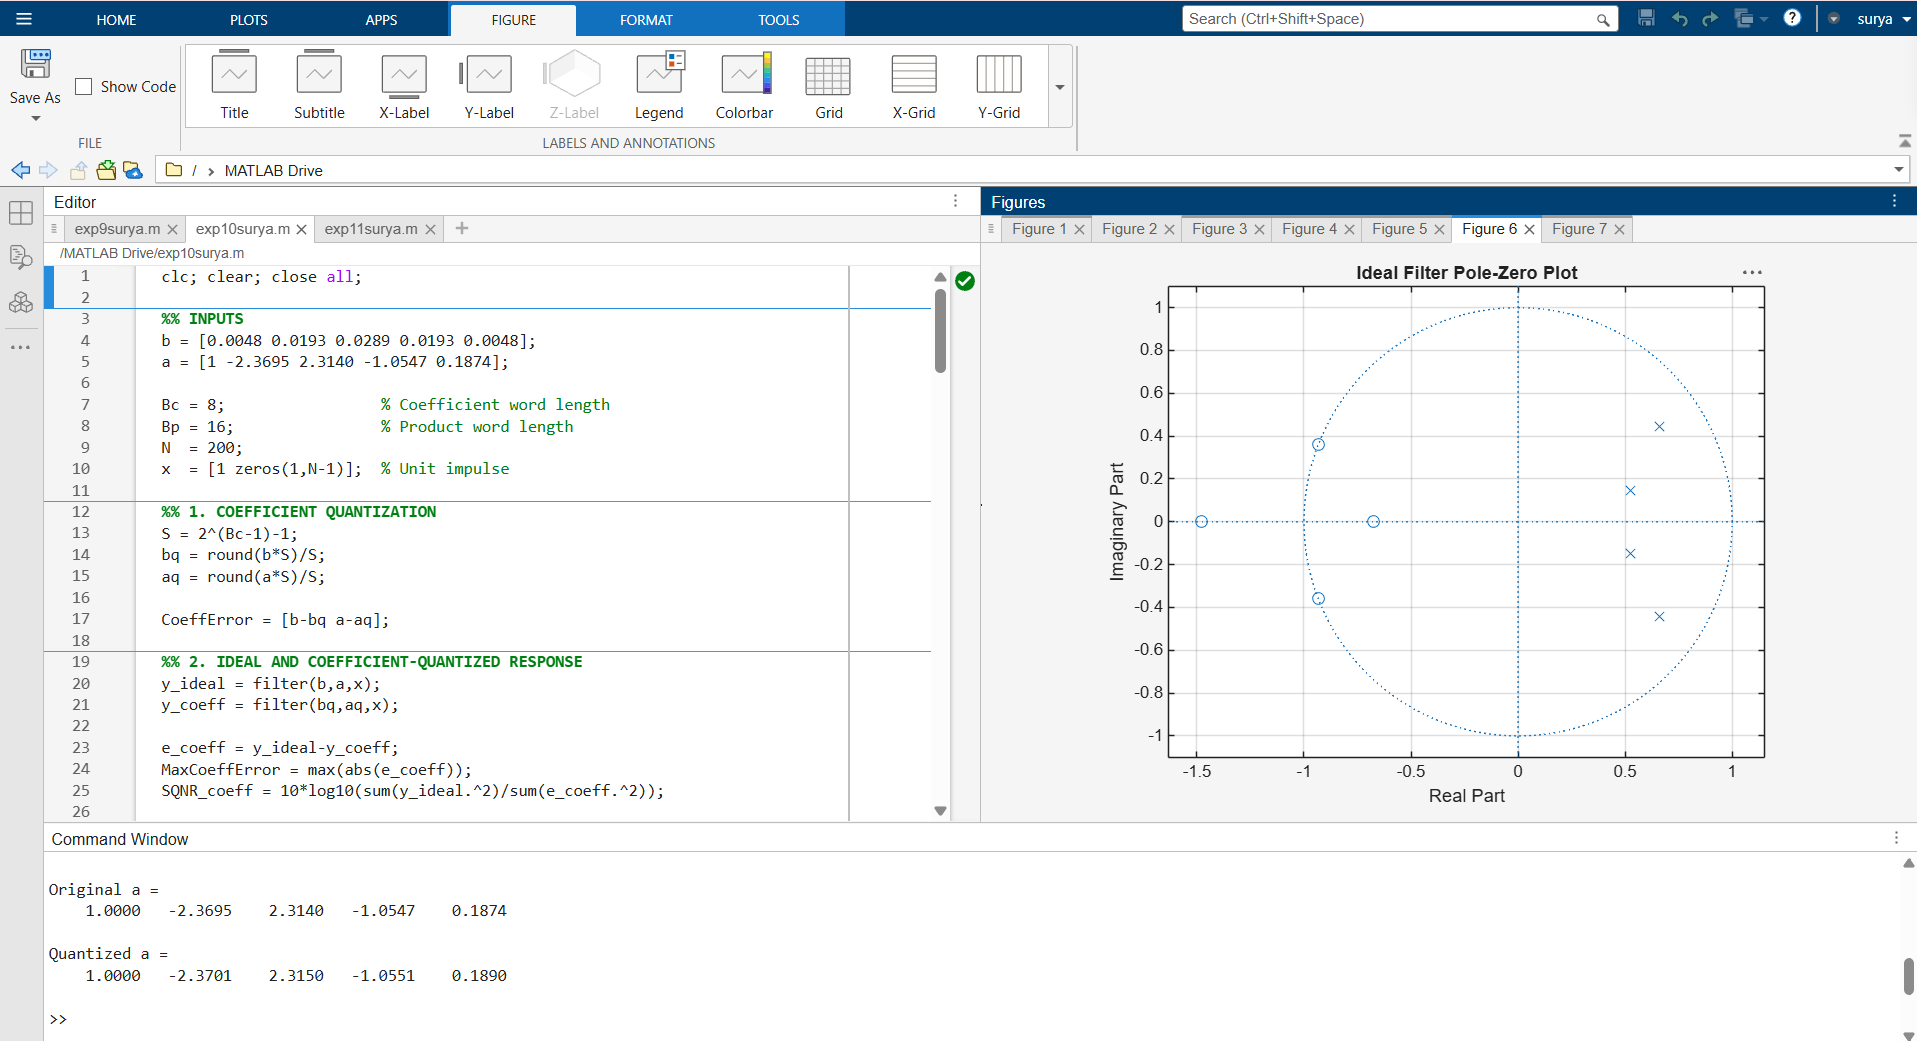 HOME PLOTS APPS FIGURE FORMAT TOOLS Search (Ctrl+Shift+Space) surya
Save As Show Code Title Subtitle X-Label Y-Label Z-Label Legend Colorbar Grid X-Grid Y-Grid
FILE LABELS AND ANNOTATIONS
/ › MATLAB Drive
Editor
exp9surya.m exp10surya.m exp11surya.m
/MATLAB Drive/exp10surya.m
1 clc; clear; close all;
2
3 %% INPUTS
4 b = [0.0048 0.0193 0.0289 0.0193 0.0048];
5 a = [1 -2.3695 2.3140 -1.0547 0.1874];
6
7 Bc = 8; % Coefficient word length
8 Bp = 16; % Product word length
9 N  = 200;
10 x  = [1 zeros(1,N-1)];  % Unit impulse
11
12 %% 1. COEFFICIENT QUANTIZATION
13 S = 2^(Bc-1)-1;
14 bq = round(b*S)/S;
15 aq = round(a*S)/S;
16
17 CoeffError = [b-bq a-aq];
18
19 %% 2. IDEAL AND COEFFICIENT-QUANTIZED RESPONSE
20 y_ideal = filter(b,a,x);
21 y_coeff = filter(bq,aq,x);
22
23 e_coeff = y_ideal-y_coeff;
24 MaxCoeffError = max(abs(e_coeff));
25 SQNR_coeff = 10*log10(sum(y_ideal.^2)/sum(e_coeff.^2));
26
Figures
Figure 1 Figure 2 Figure 3 Figure 4 Figure 5 Figure 6 Figure 7
Ideal Filter Pole-Zero Plot
1
0.8
0.6
0.4
0.2
0
-0.2
-0.4
-0.6
-0.8
-1
Imaginary Part
-1.5 -1 -0.5 0 0.5 1
Real Part
Command Window
Original a =
1.0000 -2.3695 2.3140 -1.0547 0.1874
Quantized a =
1.0000 -2.3701 2.3150 -1.0551 0.1890
>>